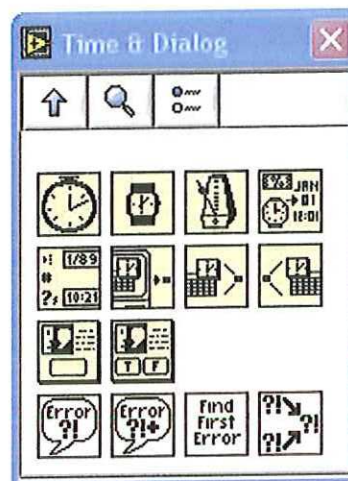 Time & Dialog
JAN
01
12:01
1/89
#
?: 10:21
T F
Error ?!
Error ?!+
Find First Error
?! ?! ?!